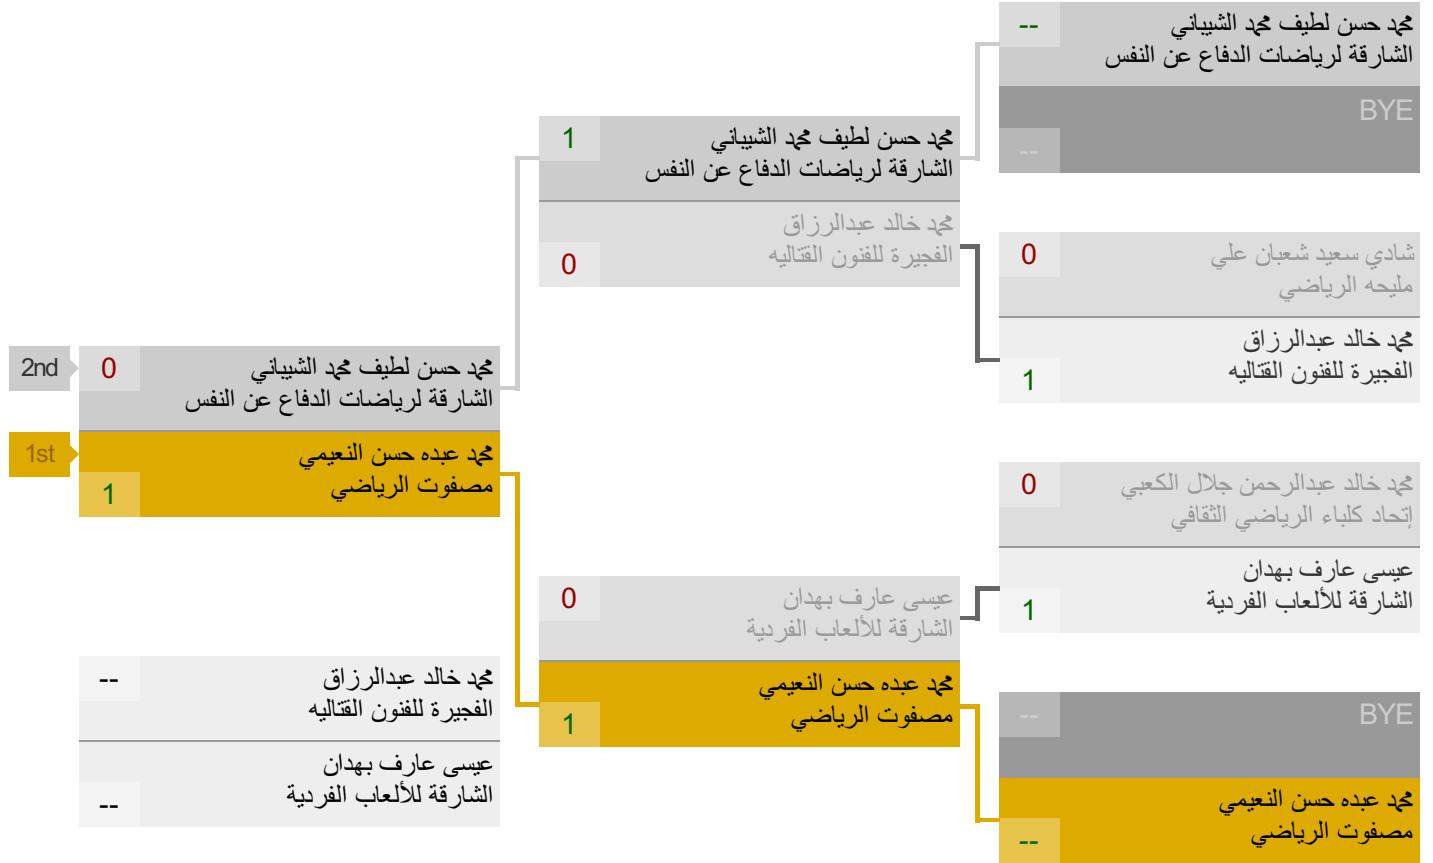 --
محمد حسن لطيف محمد الشيباني
الشارقة لرياضات الدفاع عن النفس
BYE
--
0
شادي سعيد شعبان علي
مليحه الرياضي
محمد خالد عبدالرزاق
الفجيرة للفنون القتاليه
1
0
محمد خالد عبدالرحمن جلال الكعبي
إتحاد كلباء الرياضي الثقافي
عيسى عارف بهدان
الشارقة للألعاب الفردية
1
--
BYE
محمد عبده حسن النعيمي
مصفوت الرياضي
--
1
محمد حسن لطيف محمد الشيباني
الشارقة لرياضات الدفاع عن النفس
محمد خالد عبدالرزاق
الفجيرة للفنون القتاليه
0
0
عيسى عارف بهدان
الشارقة للألعاب الفردية
محمد عبده حسن النعيمي
مصفوت الرياضي
1
2nd
0
محمد حسن لطيف محمد الشيباني
الشارقة لرياضات الدفاع عن النفس
1st
محمد عبده حسن النعيمي
مصفوت الرياضي
1
--
محمد خالد عبدالرزاق
الفجيرة للفنون القتاليه
عيسى عارف بهدان
الشارقة للألعاب الفردية
--